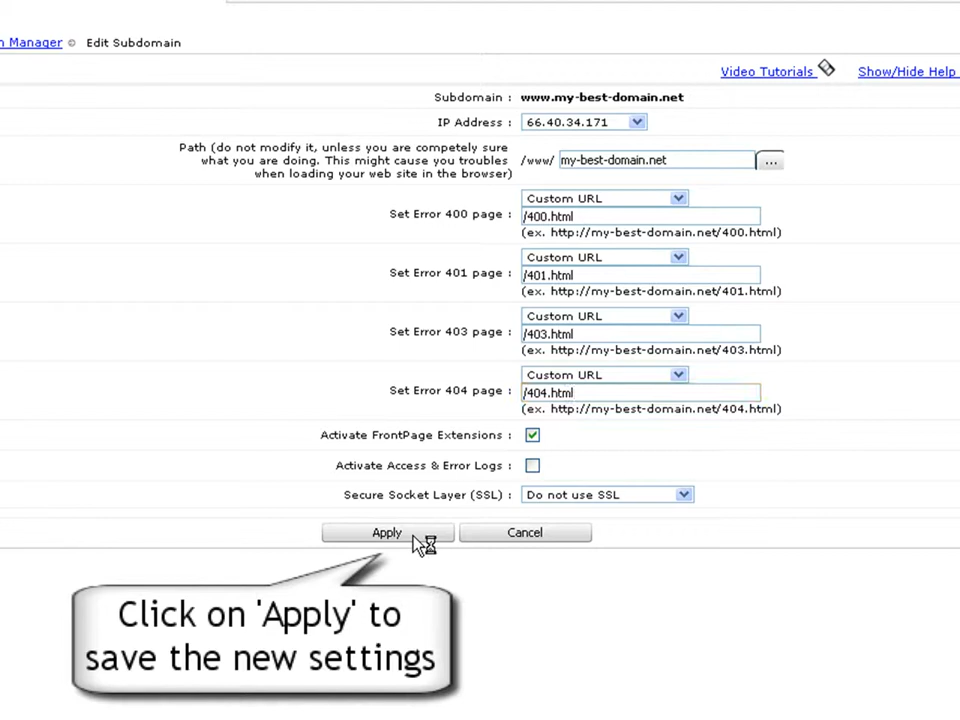 Manager © Edit Subdomain
Video Tutorials Show/Hide Help
Subdomain : www.my-best-domain.net
IP Address : 66.40.34.171
Path (do not modify it, unless you are competely sure
what you are doing. This might cause you troubles
when loading your web site in the browser)
/www/ my-best-domain.net ...
Custom URL
Set Error 400 page : /400.html
(ex. http://my-best-domain.net/400.html)
Custom URL
Set Error 401 page : /401.html
(ex. http://my-best-domain.net/401.html)
Custom URL
Set Error 403 page : /403.html
(ex. http://my-best-domain.net/403.html)
Custom URL
Set Error 404 page : /404.html
(ex. http://my-best-domain.net/404.html)
Activate FrontPage Extensions :
Activate Access & Error Logs :
Secure Socket Layer (SSL) : Do not use SSL
Apply Cancel
Click on 'Apply' to
save the new settings